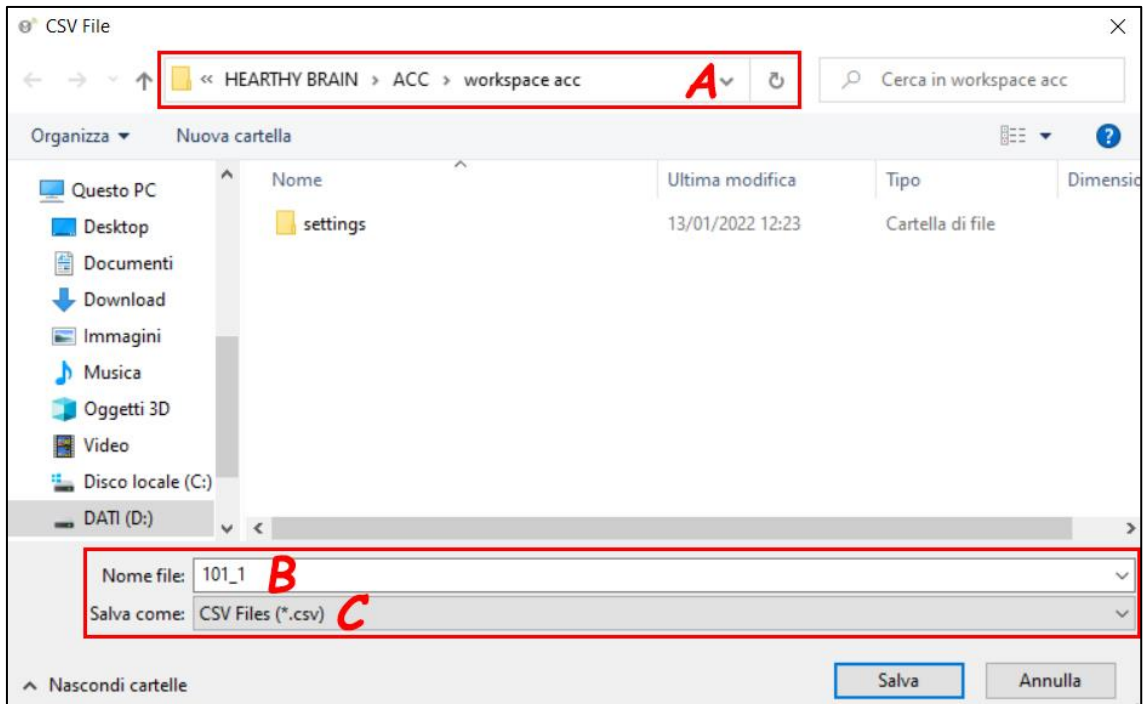 CSV File
« HEARTHY BRAIN > ACC > workspace acc A
Cerca in workspace acc
Organizza Nuova cartella
Nome Ultima modifica Tipo Dimensio
settings 13/01/2022 12:23 Cartella di file
Questo PC
Desktop
Documenti
Download
Immagini
Musica
Oggetti 3D
Video
Disco locale (C:)
DATI (D:)
Nome file: 101_1 B
Salva come: CSV Files (*.csv) C
Nascondi cartelle Salva Annulla